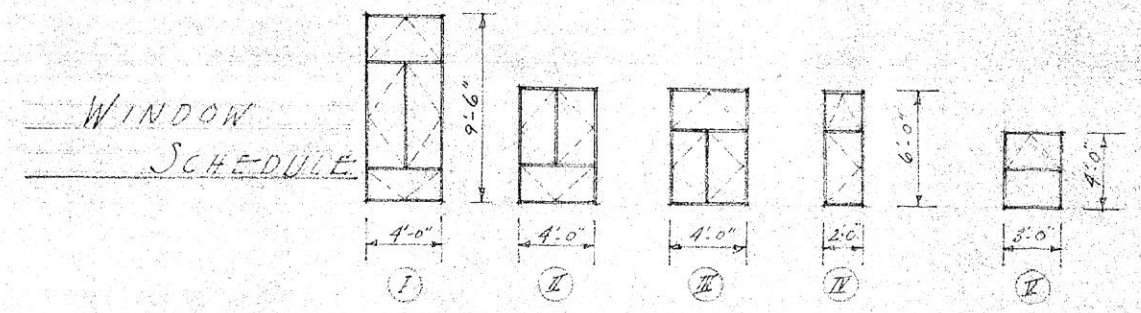 WINDOW
SCHEDULE
9'-6"
6'-0"
4'-0"
4'-0"
4'-0"
4'-0"
2'-0"
3'-0"
I
II
III
IV
V